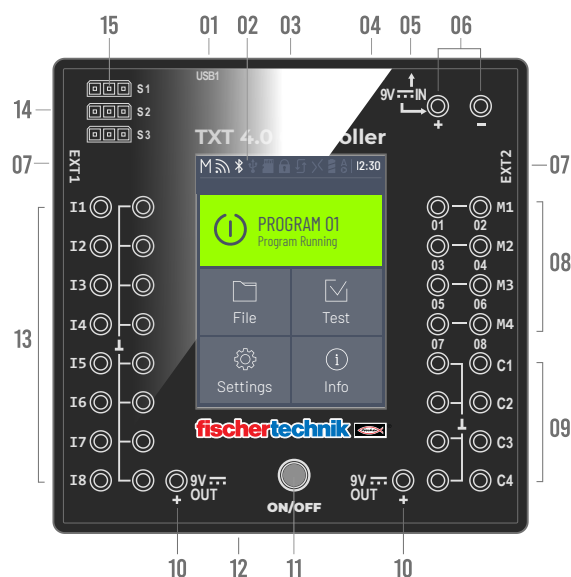 15 01 02 03 04 05 06
USB1
S1
S2
S3
14
9V IN
+ -
TXT 4.0 Controller
07
EXT1
M 12:30
EXT2
07
PROGRAM 01
Program Running
File
Test
Settings
Info
I1
I2
I3
I4
I5
I6
I7
I8
13
M1
01 02
M2
03 04
M3
05 06
M4
07 08
C1
C2
C3
C4
08
09
fischertechnik
9V
OUT
+
ON/OFF
9V
OUT
+
10 12 11 10